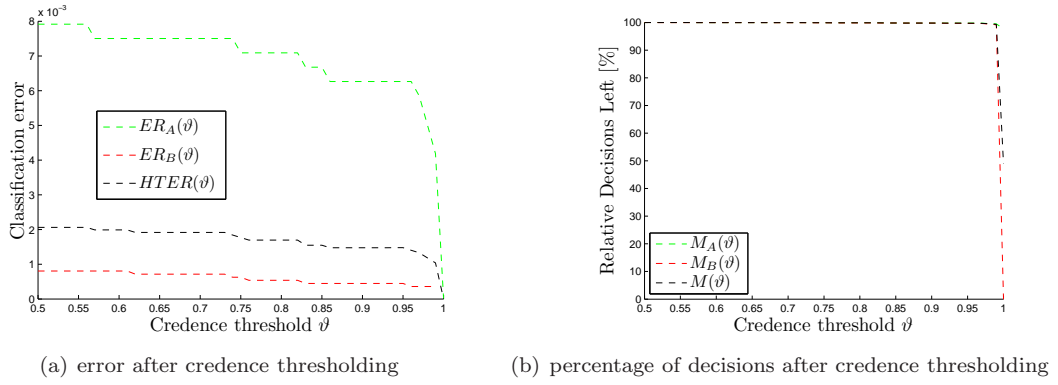 x 10⁻³
8
7
6
5
4
3
2
1
0
Classification error
ER_A(ϑ)
ER_B(ϑ)
HTER(ϑ)
0.5 0.55 0.6 0.65 0.7 0.75 0.8 0.85 0.9 0.95 1
Credence threshold ϑ
(a) error after credence thresholding
100
90
80
70
60
50
40
30
20
10
0
Relative Decisions Left [%]
M_A(ϑ)
M_B(ϑ)
M(ϑ)
0.5 0.55 0.6 0.65 0.7 0.75 0.8 0.85 0.9 0.95 1
Credence threshold ϑ
(b) percentage of decisions after credence thresholding